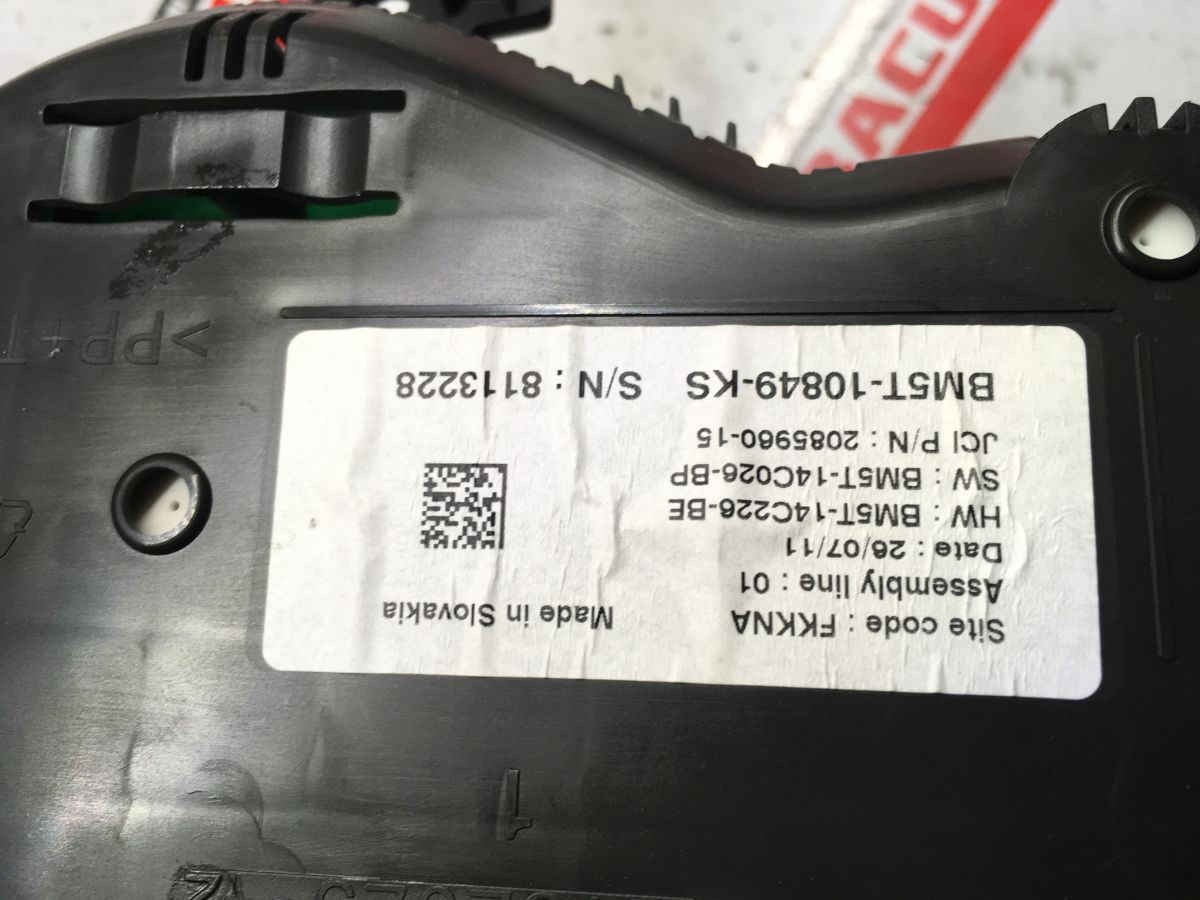 BM5T-10849-KS S/N : 8113228
JCI P/N : 2085960-15
SW : BM5T-14C026-BP
HW : BM5T-14C226-BE
Date : 26/07/11
Assembly line : 01
Site code : FKKNA Made in Slovakia
>PP+T
1